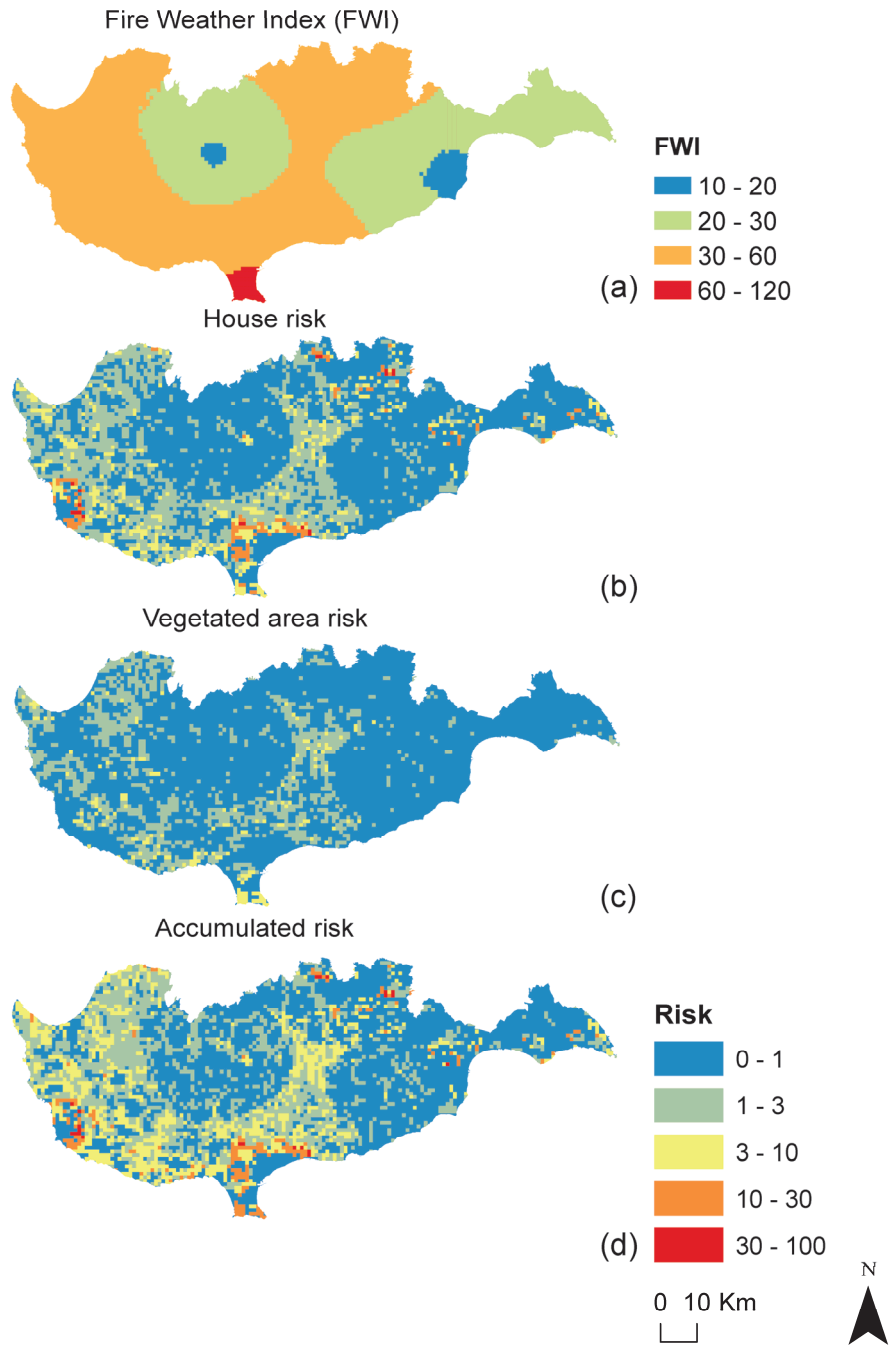 Fire Weather Index (FWI)
FWI
10 - 20
20 - 30
30 - 60
60 - 120
(a)
House risk
(b)
Vegetated area risk
(c)
Accumulated risk
Risk
0 - 1
1 - 3
3 - 10
10 - 30
30 - 100
(d)
N
0 10 Km